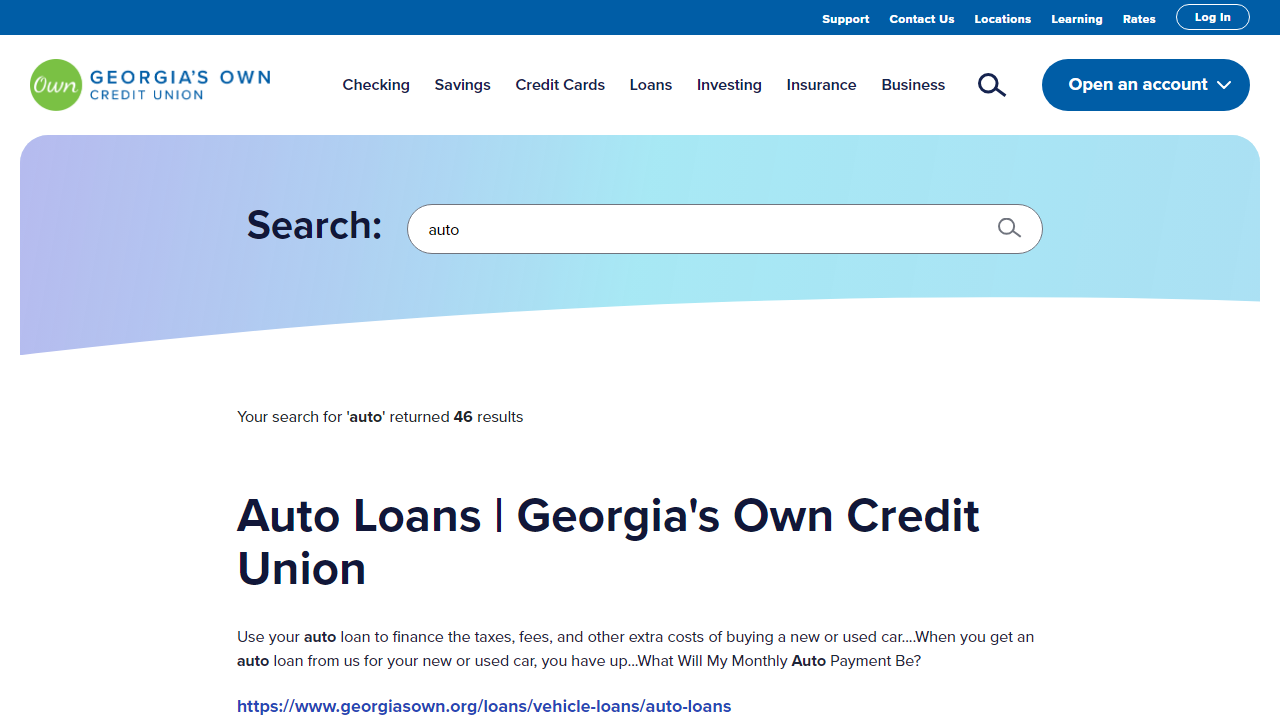 Support Contact Us Locations Learning Rates Log In
Own GEORGIA'S OWN
CREDIT UNION
Checking Savings Credit Cards Loans Investing Insurance Business Open an account
Search: auto
Your search for 'auto' returned 46 results
Auto Loans | Georgia's Own Credit
Union
Use your auto loan to finance the taxes, fees, and other extra costs of buying a new or used car....When you get an
auto loan from us for your new or used car, you have up...What Will My Monthly Auto Payment Be?
https://www.georgiasown.org/loans/vehicle-loans/auto-loans